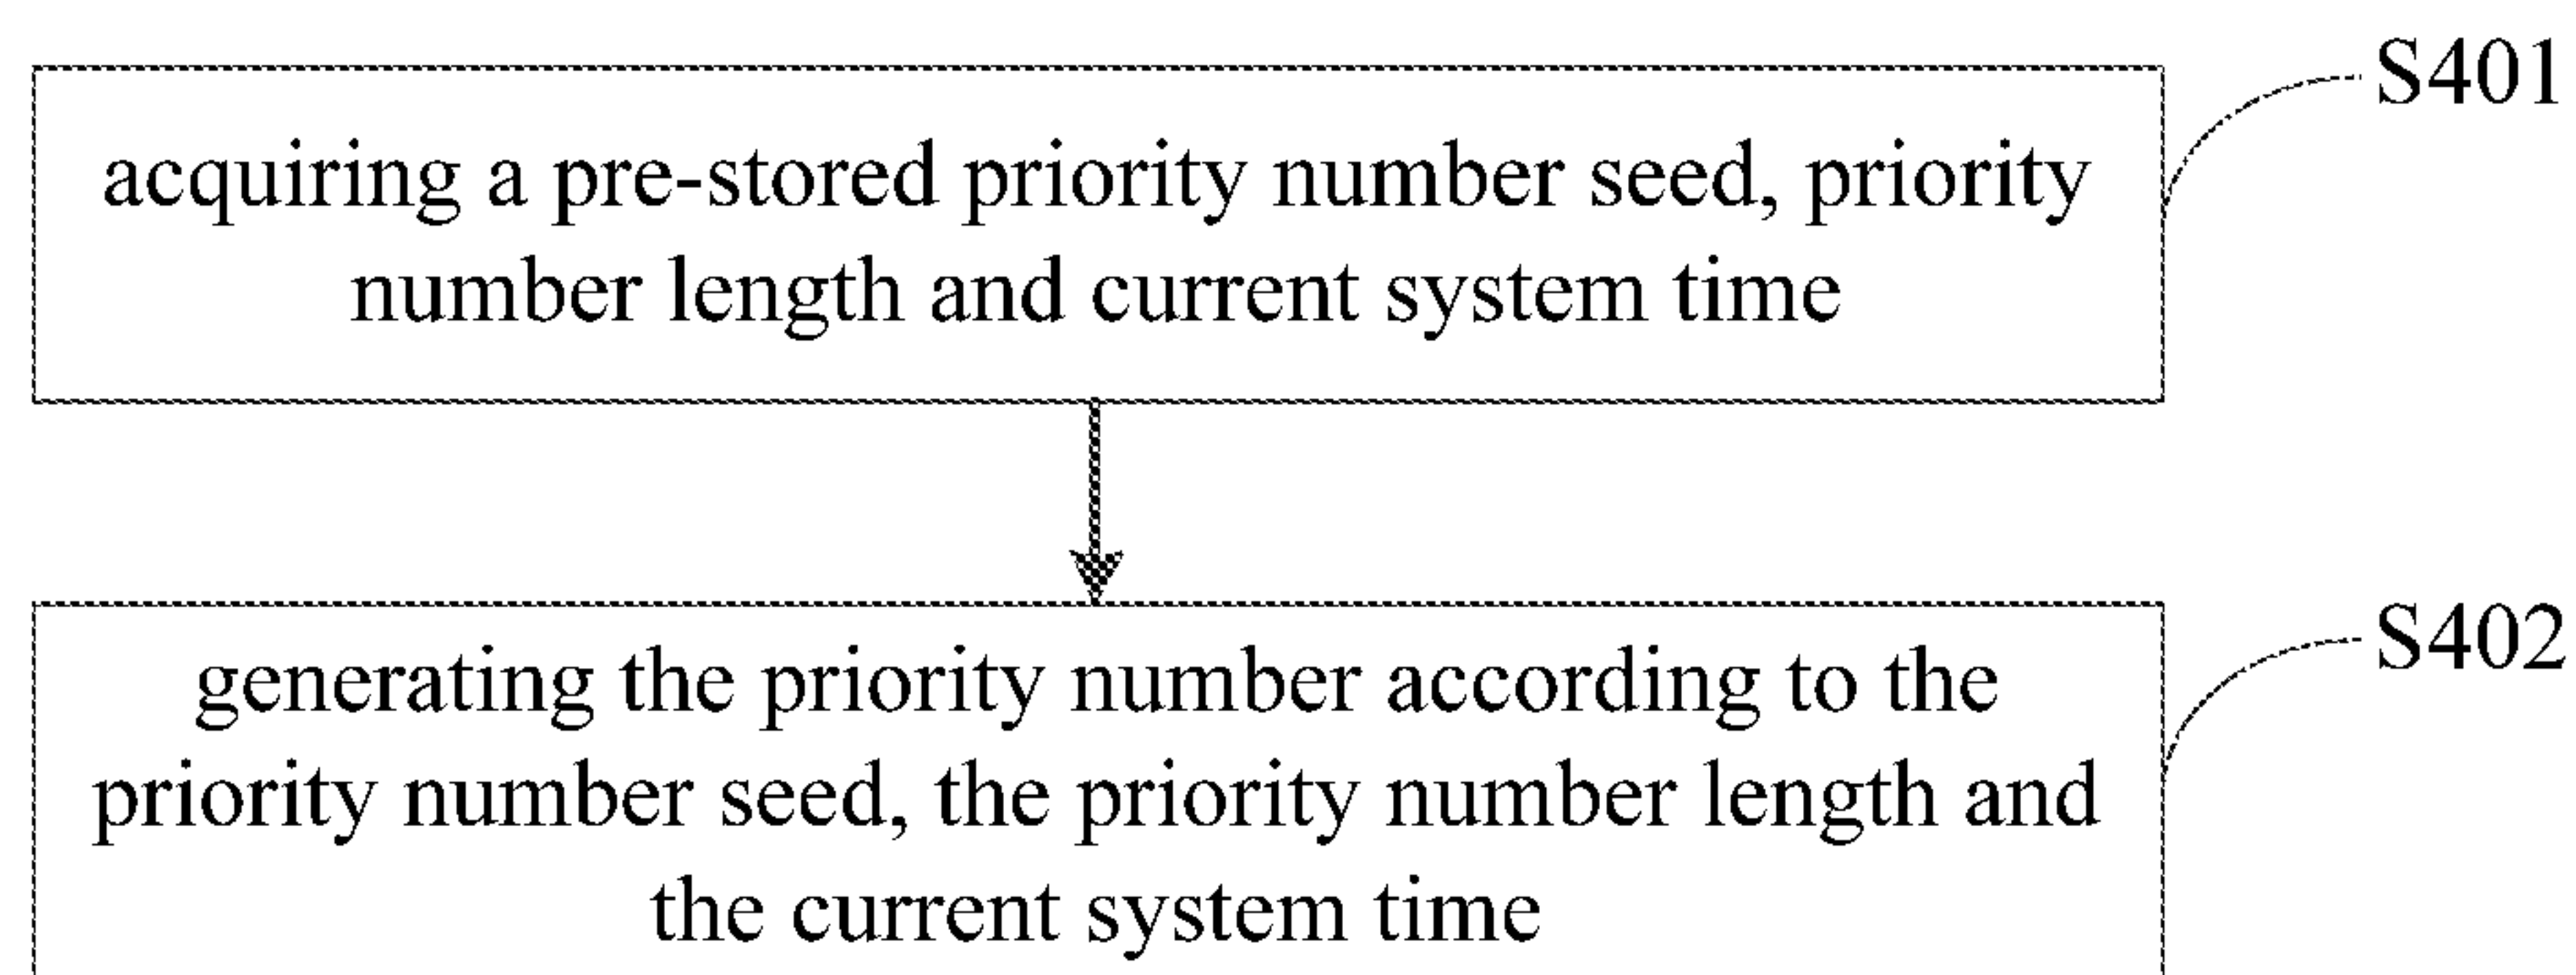 S401
acquiring a pre-stored priority number seed, priority
number length and current system time
S402
generating the priority number according to the
priority number seed, the priority number length and
the current system time